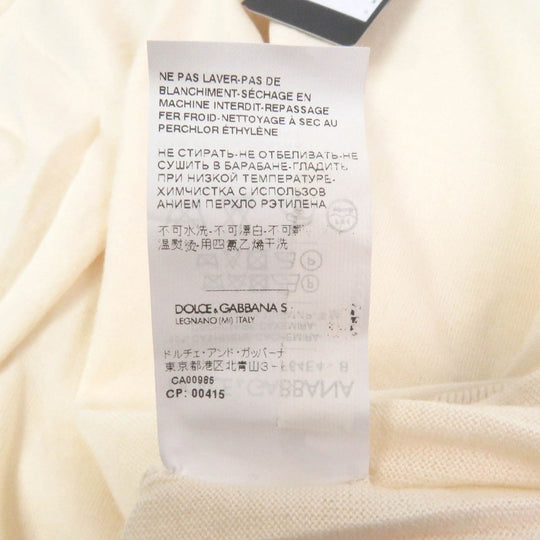 NE PAS LAVER-PAS DE
BLANCHIMENT-SÉCHAGE EN
MACHINE INTERDIT-REPASSAGE
FER FROID-NETTOYAGE À SEC AU
PERCHLOR ÉTHYLÈNE
НЕ СТИРАТЬ-НЕ ОТБЕЛИВАТЬ-НЕ
СУШИТЬ В БАРАБАНЕ-ГЛАДИТЬ
ПРИ НИЗКОЙ ТЕМПЕРАТУРЕ-
ХИМЧИСТКА С ИСПОЛЬЗОВ
АНИЕМ ПЕРХЛО РЭТИЛЕНА
不可水洗-不可漂白-不可
温熨烫-用四氯乙烯干洗
DOLCE&GABBANA S
LEGNANO (MI) ITALY
ドルチェ・アンド・ガッバーナ
東京都港区北青山3-
CA00985
CP: 00415